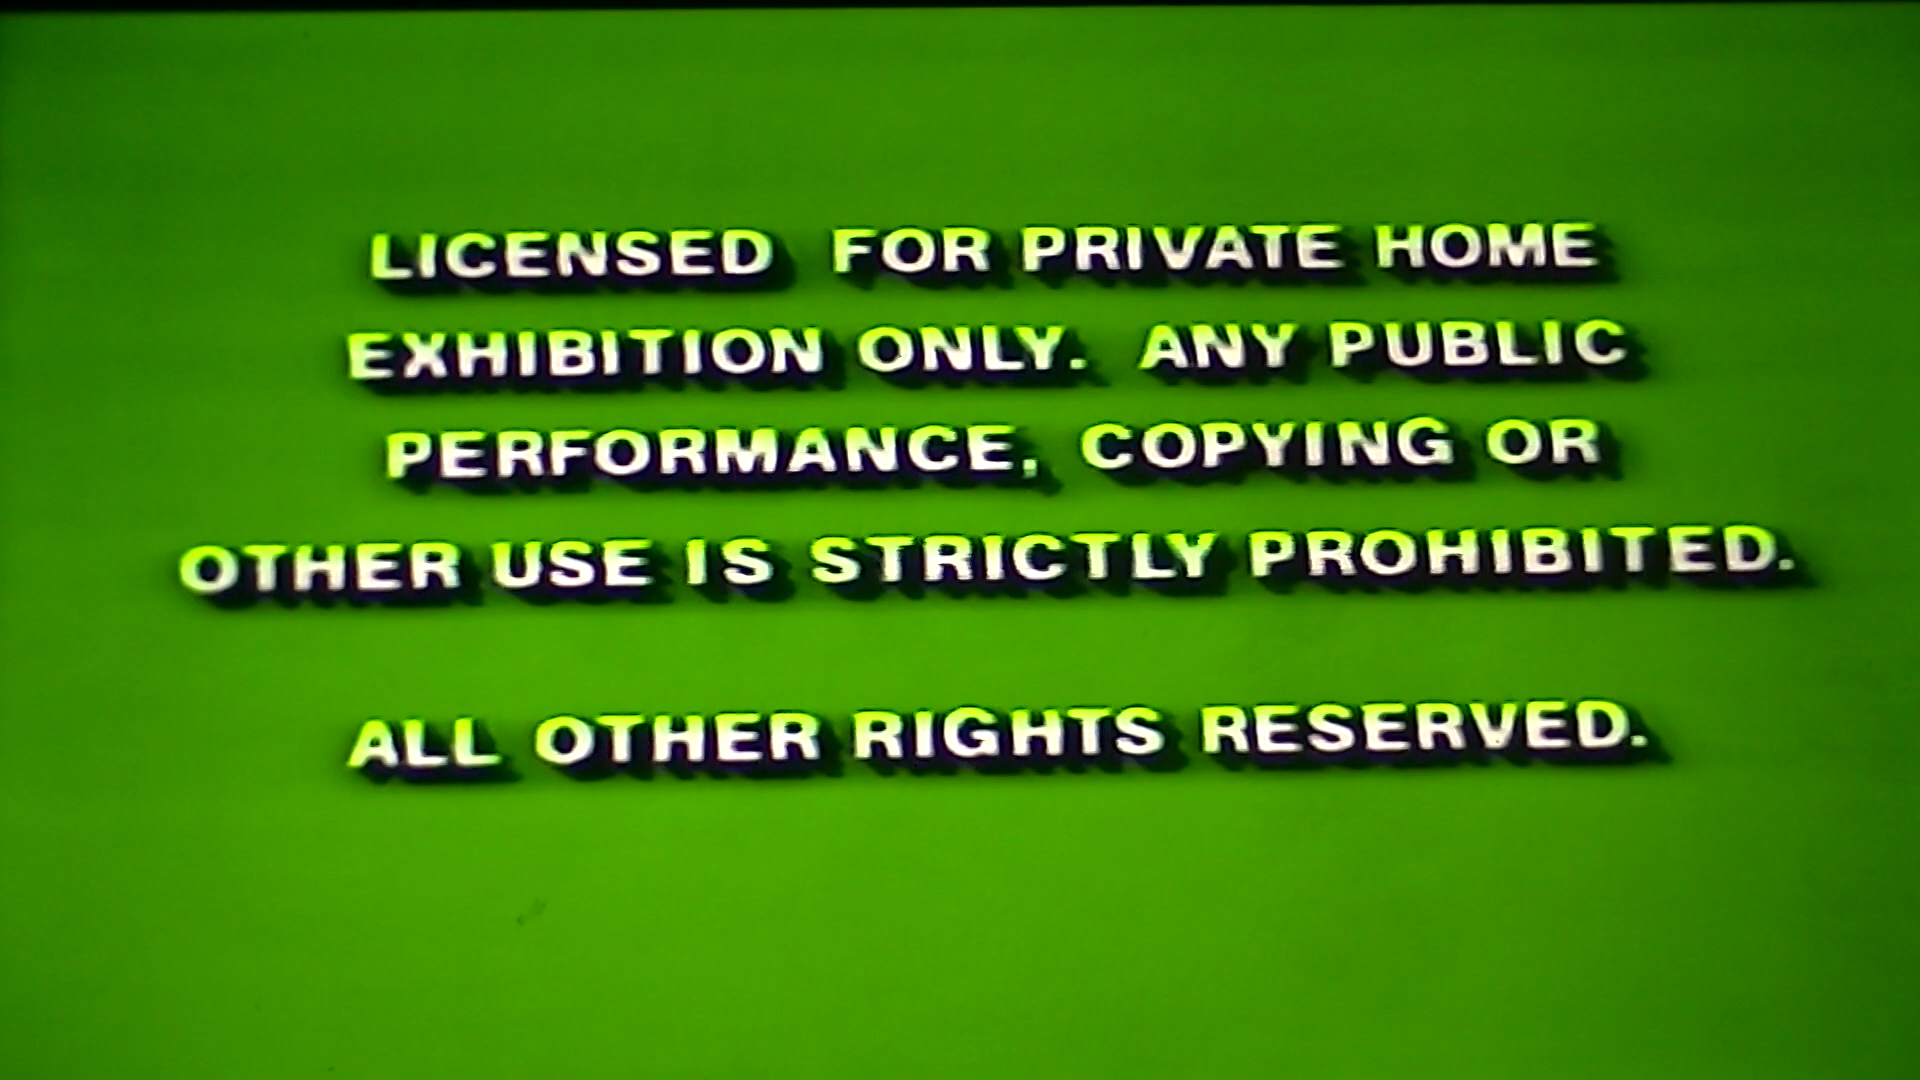 LICENSED FOR PRIVATE HOME
EXHIBITION ONLY. ANY PUBLIC
PERFORMANCE, COPYING OR
OTHER USE IS STRICTLY PROHIBITED.
ALL OTHER RIGHTS RESERVED.